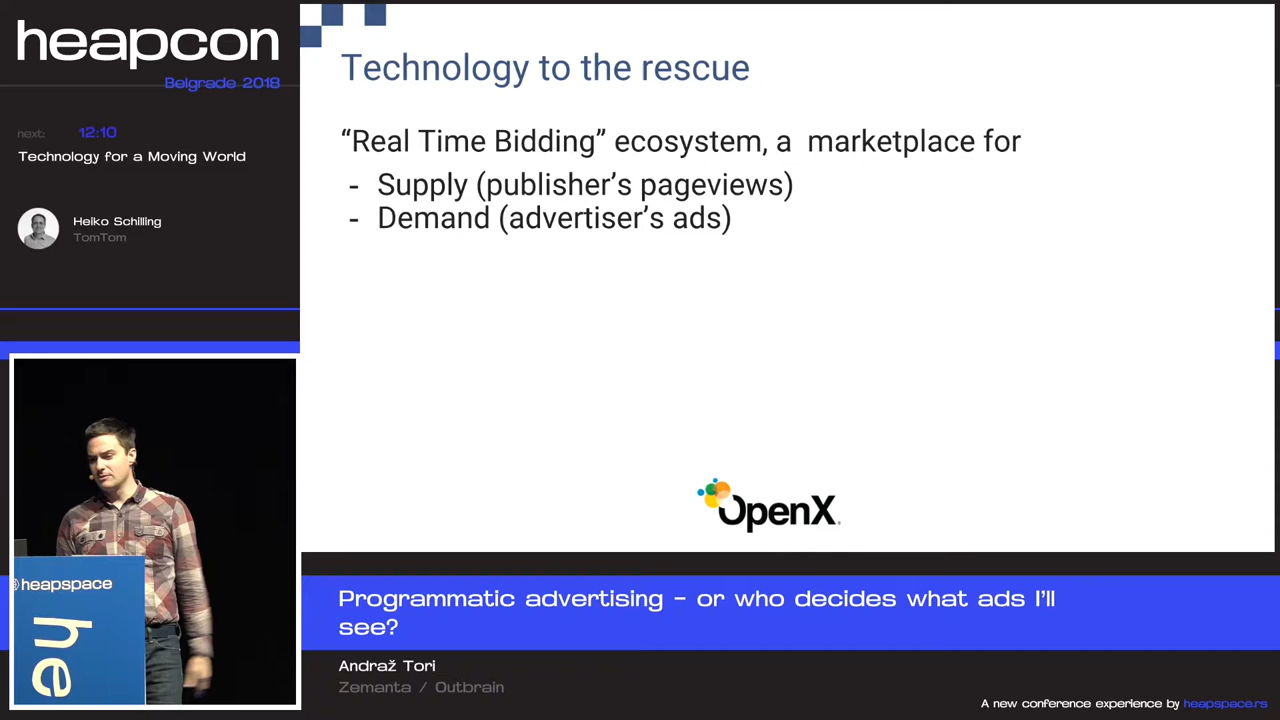 heapcon
Belgrade 2018
next: 12:10
Technology for a Moving World
Heiko Schilling
TomTom
Technology to the rescue
“Real Time Bidding” ecosystem, a marketplace for
- Supply (publisher’s pageviews)
- Demand (advertiser’s ads)
OpenX
heapspace
he
Programmatic advertising - or who decides what ads I'll
see?
Andraž Tori
Zemanta / Outbrain
A new conference experience by heapspace.rs